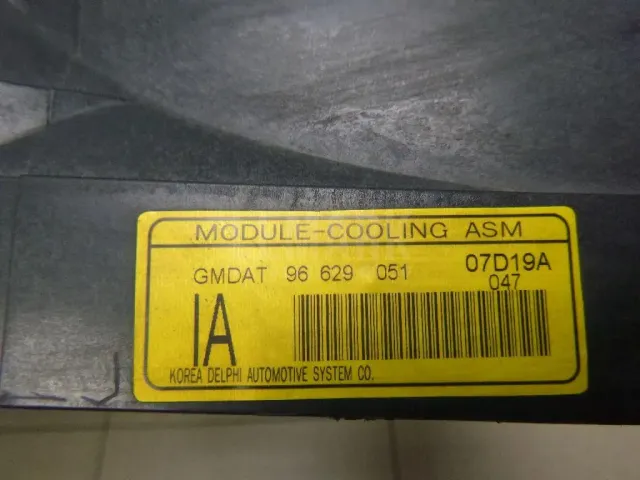 MODULE-COOLING ASM
GMDAT 96 629 051 07D19A
047
IA
KOREA DELPHI AUTOMOTIVE SYSTEM CO.